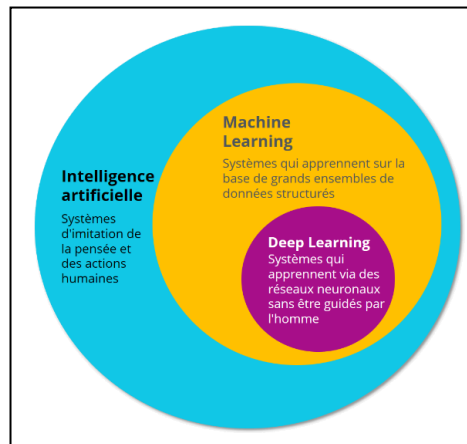 Machine
Learning
Systèmes qui apprennent sur la
base de grands ensembles de
données structurés
Intelligence
artificielle
Systèmes
d'imitation de
la pensée et
des actions
humaines
Deep Learning
Systèmes qui
apprennent via des
réseaux neuronaux
sans être guidés par
l'homme